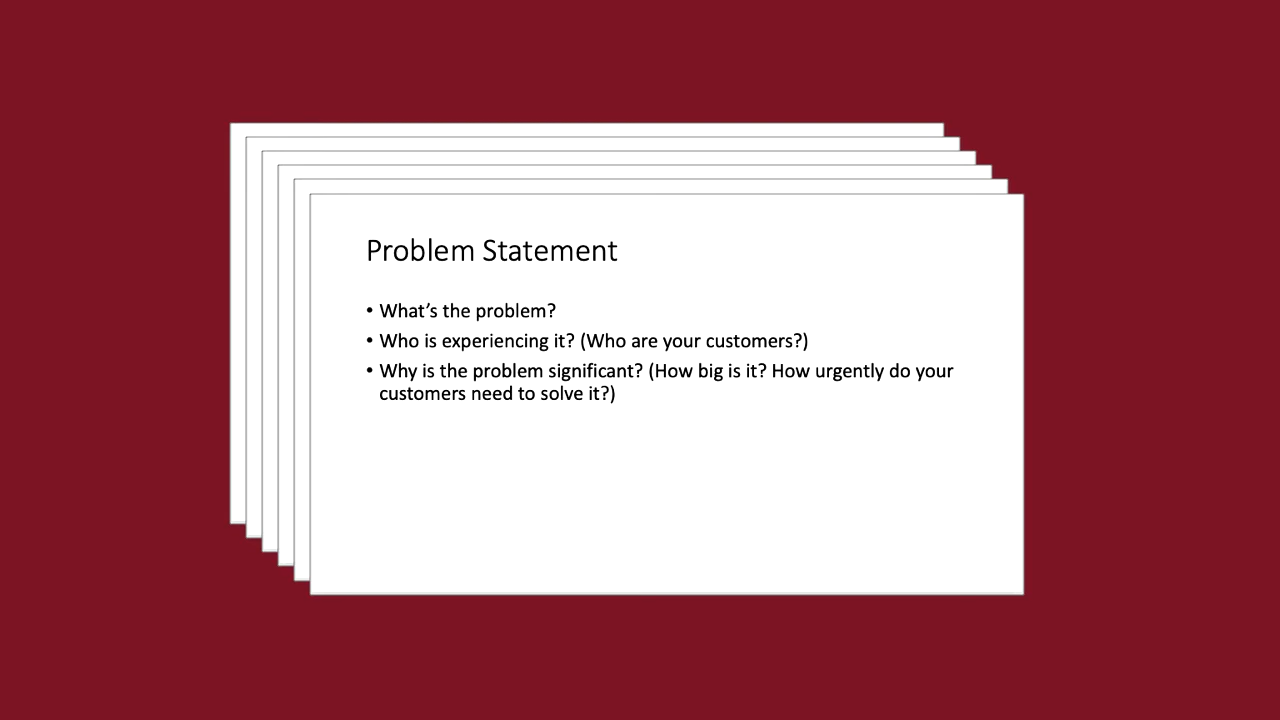 Problem Statement
• What’s the problem?
• Who is experiencing it? (Who are your customers?)
• Why is the problem significant? (How big is it? How urgently do your
customers need to solve it?)